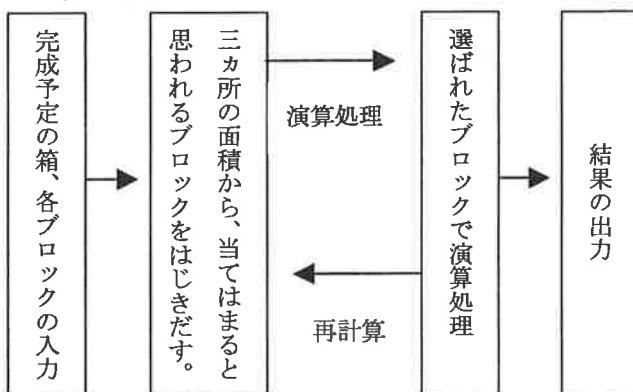 完成予定の箱、各ブロックの入力
三ヵ所の面積から、当てはまると
思われるブロックをはじきだす。
演算処理
再計算
選ばれたブロックで演算処理
結果の出力